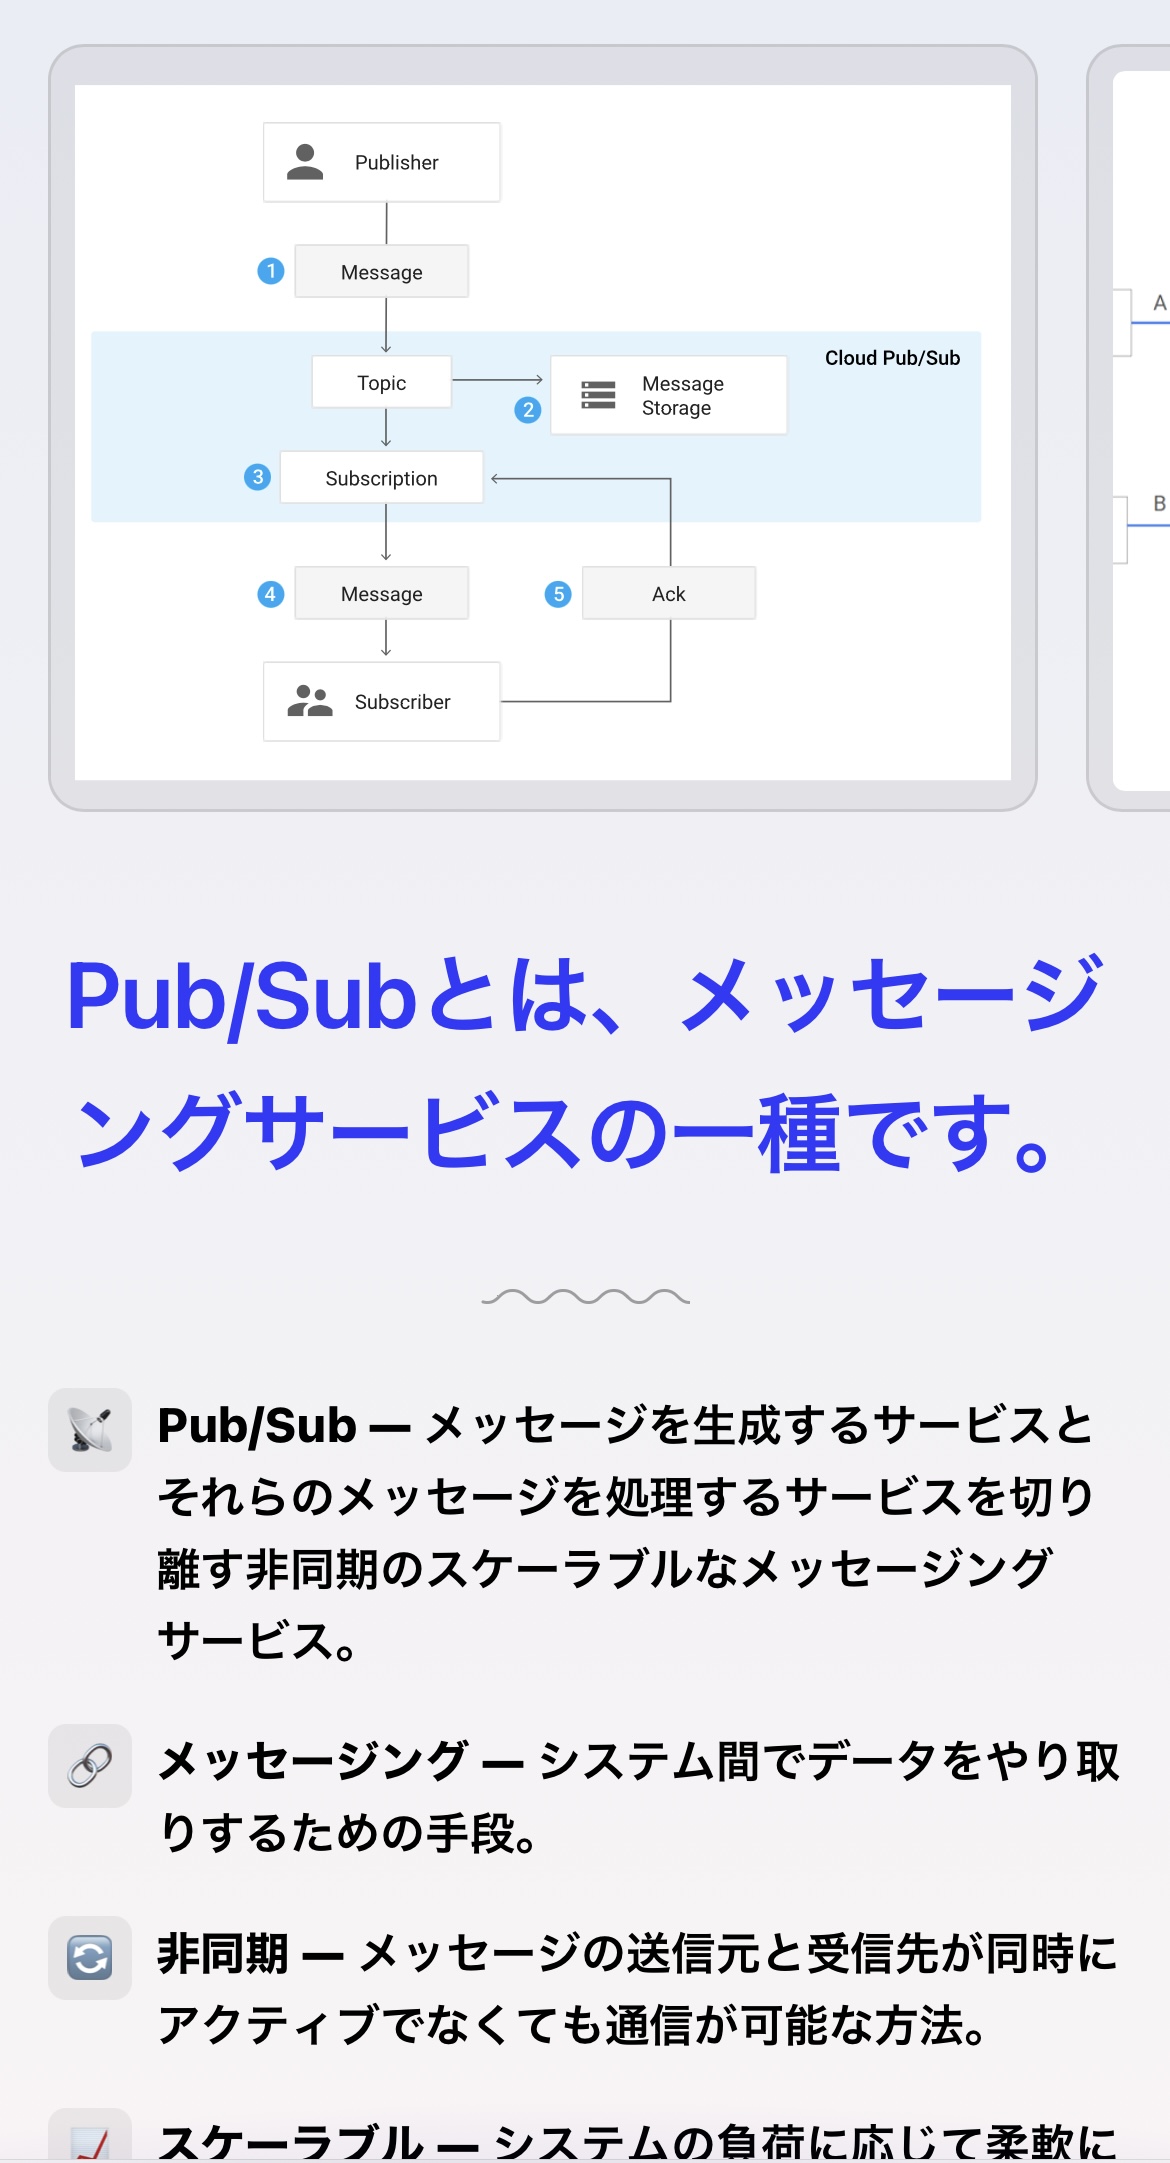 Publisher
1 Message
Cloud Pub/Sub
Topic
2 Message
Storage
3 Subscription
4 Message
5 Ack
Subscriber
A
B
Pub/Subとは、メッセージ
ングサービスの一種です。
Pub/Sub — メッセージを生成するサービスと
それらのメッセージを処理するサービスを切り
離す非同期のスケーラブルなメッセージング
サービス。
メッセージング — システム間でデータをやり取
りするための手段。
非同期 — メッセージの送信元と受信先が同時に
アクティブでなくても通信が可能な方法。
スケーラブル — システムの負荷に応じて柔軟に